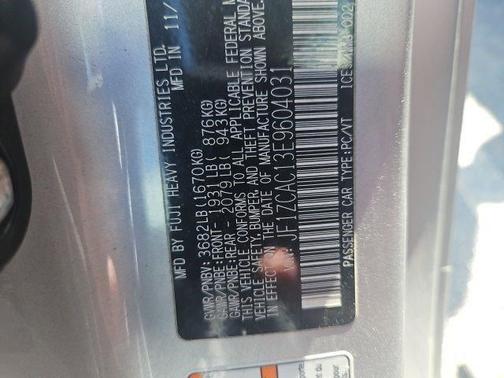 MFD BY FUJI HEAVY INDUSTRIES LTD.
MFD IN 11/
GVWR/PNBV: 3682LB(1670KG)
GAWR/PNBE:FRONT- 1931LB( 876KG)
GAWR/PNBE:REAR - 2079LB( 943KG)
THIS VEHICLE CONFORMS TO ALL APPLICABLE FEDERAL M
VEHICLE SAFETY, BUMPER, AND THEFT PREVENTION STANDA
IN EFFECT ON THE DATE OF MANUFACTURE SHOWN ABOVE.
VIN: JF1ZCAC13E9604031
PASSENGER CAR TYPE:PC/VT